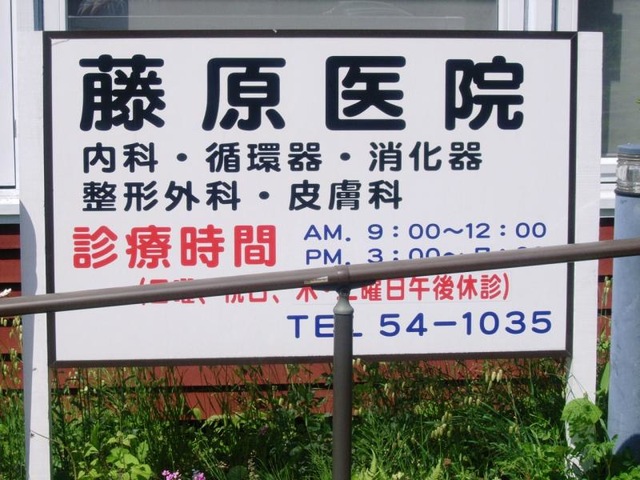 藤原医院
内科・循環器・消化器
整形外科・皮膚科
診療時間
AM. 9：00〜12：00
PM. 3：00〜
曜日午後休診）
TEL 54-1035